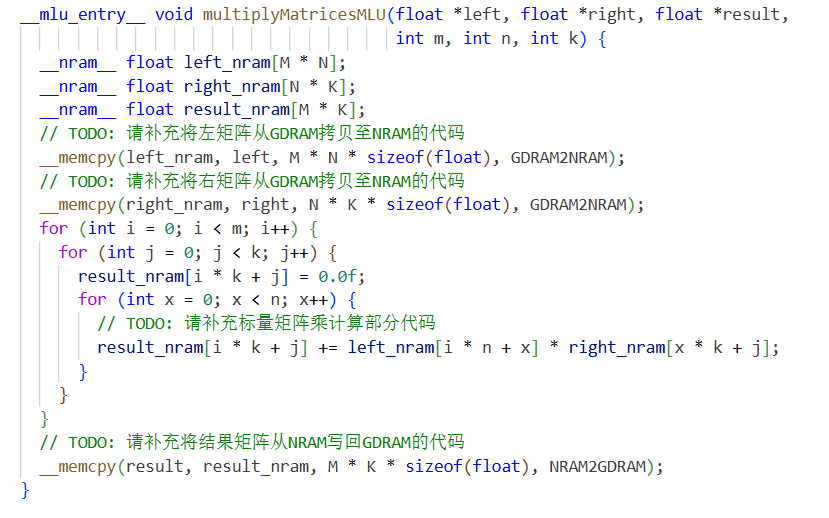 __mlu_entry__ void multiplyMatricesMLU(float *left, float *right, float *result,
int m, int n, int k) {
__nram__ float left_nram[M * N];
__nram__ float right_nram[N * K];
__nram__ float result_nram[M * K];
// TODO: 请补充将左矩阵从GDRAM拷贝至NRAM的代码
__memcpy(left_nram, left, M * N * sizeof(float), GDRAM2NRAM);
// TODO: 请补充将右矩阵从GDRAM拷贝至NRAM的代码
__memcpy(right_nram, right, N * K * sizeof(float), GDRAM2NRAM);
for (int i = 0; i < m; i++) {
for (int j = 0; j < k; j++) {
result_nram[i * k + j] = 0.0f;
for (int x = 0; x < n; x++) {
// TODO: 请补充标量矩阵乘计算部分代码
result_nram[i * k + j] += left_nram[i * n + x] * right_nram[x * k + j];
}
}
}
// TODO: 请补充将结果矩阵从NRAM写回GDRAM的代码
__memcpy(result, result_nram, M * K * sizeof(float), NRAM2GDRAM);
}